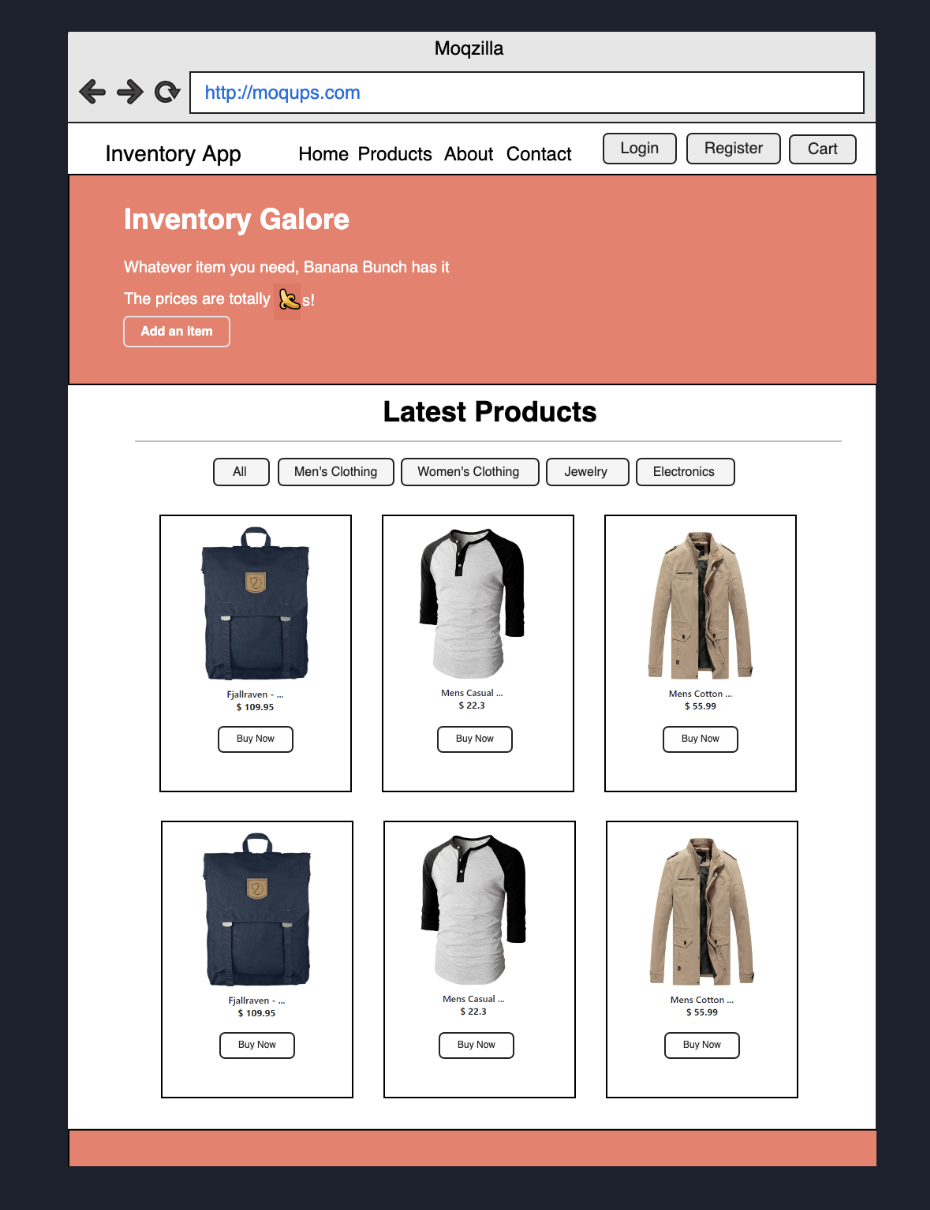 Moqzilla
http://moqups.com
Inventory App Home Products About Contact Login Register Cart
Inventory Galore
Whatever item you need, Banana Bunch has it
The prices are totally 🍌s!
Add an item
Latest Products
All Men's Clothing Women's Clothing Jewelry Electronics
Fjallraven - ... Mens Casual ... Mens Cotton ...
$ 109.95 $ 22.3 $ 55.99
Buy Now Buy Now Buy Now
Fjallraven - ... Mens Casual ... Mens Cotton ...
$ 109.95 $ 22.3 $ 55.99
Buy Now Buy Now Buy Now